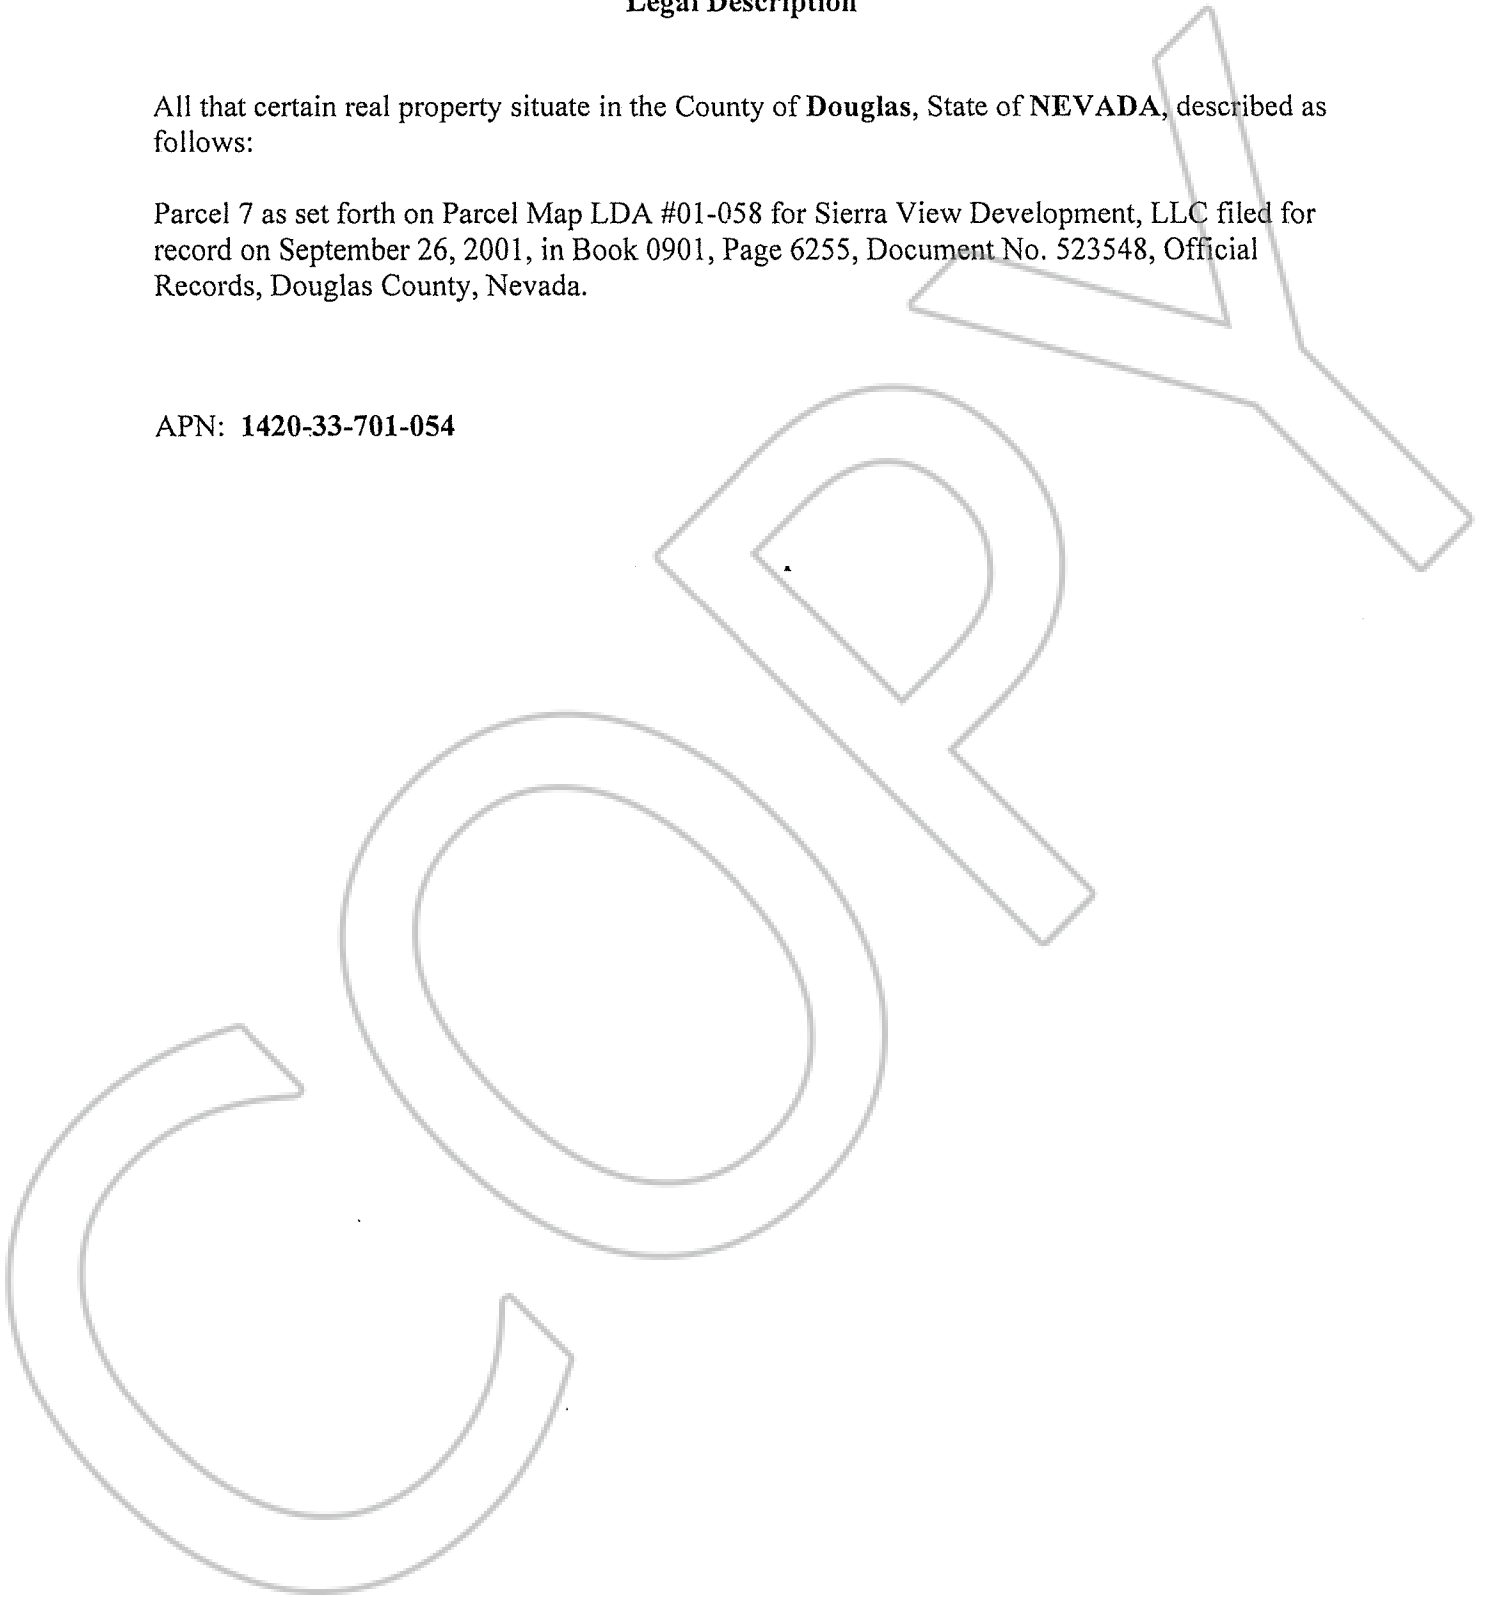 Legal Description
All that certain real property situate in the County of Douglas, State of NEVADA, described as
follows:
Parcel 7 as set forth on Parcel Map LDA #01-058 for Sierra View Development, LLC filed for
record on September 26, 2001, in Book 0901, Page 6255, Document No. 523548, Official
Records, Douglas County, Nevada.
APN: 1420-33-701-054
COPY